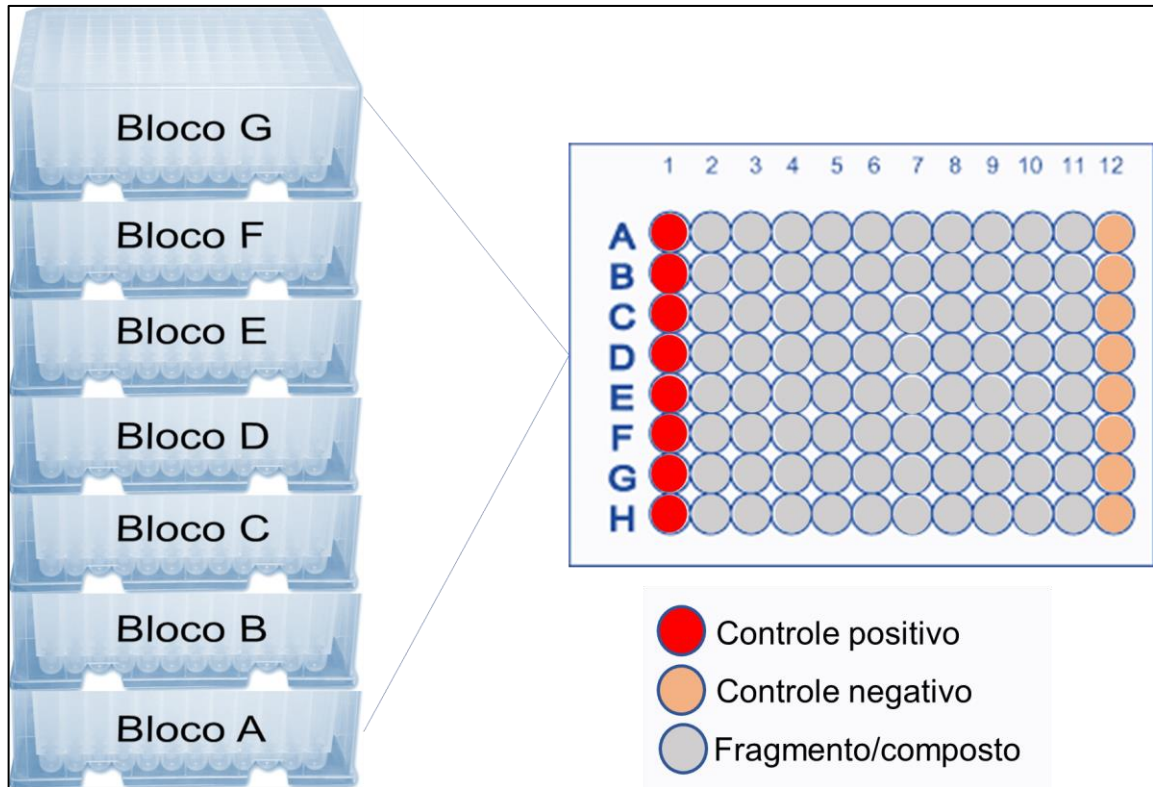 Bloco G
Bloco F
Bloco E
Bloco D
Bloco C
Bloco B
Bloco A
1 2 3 4 5 6 7 8 9 10 11 12
A
B
C
D
E
F
G
H
Controle positivo
Controle negativo
Fragmento/composto